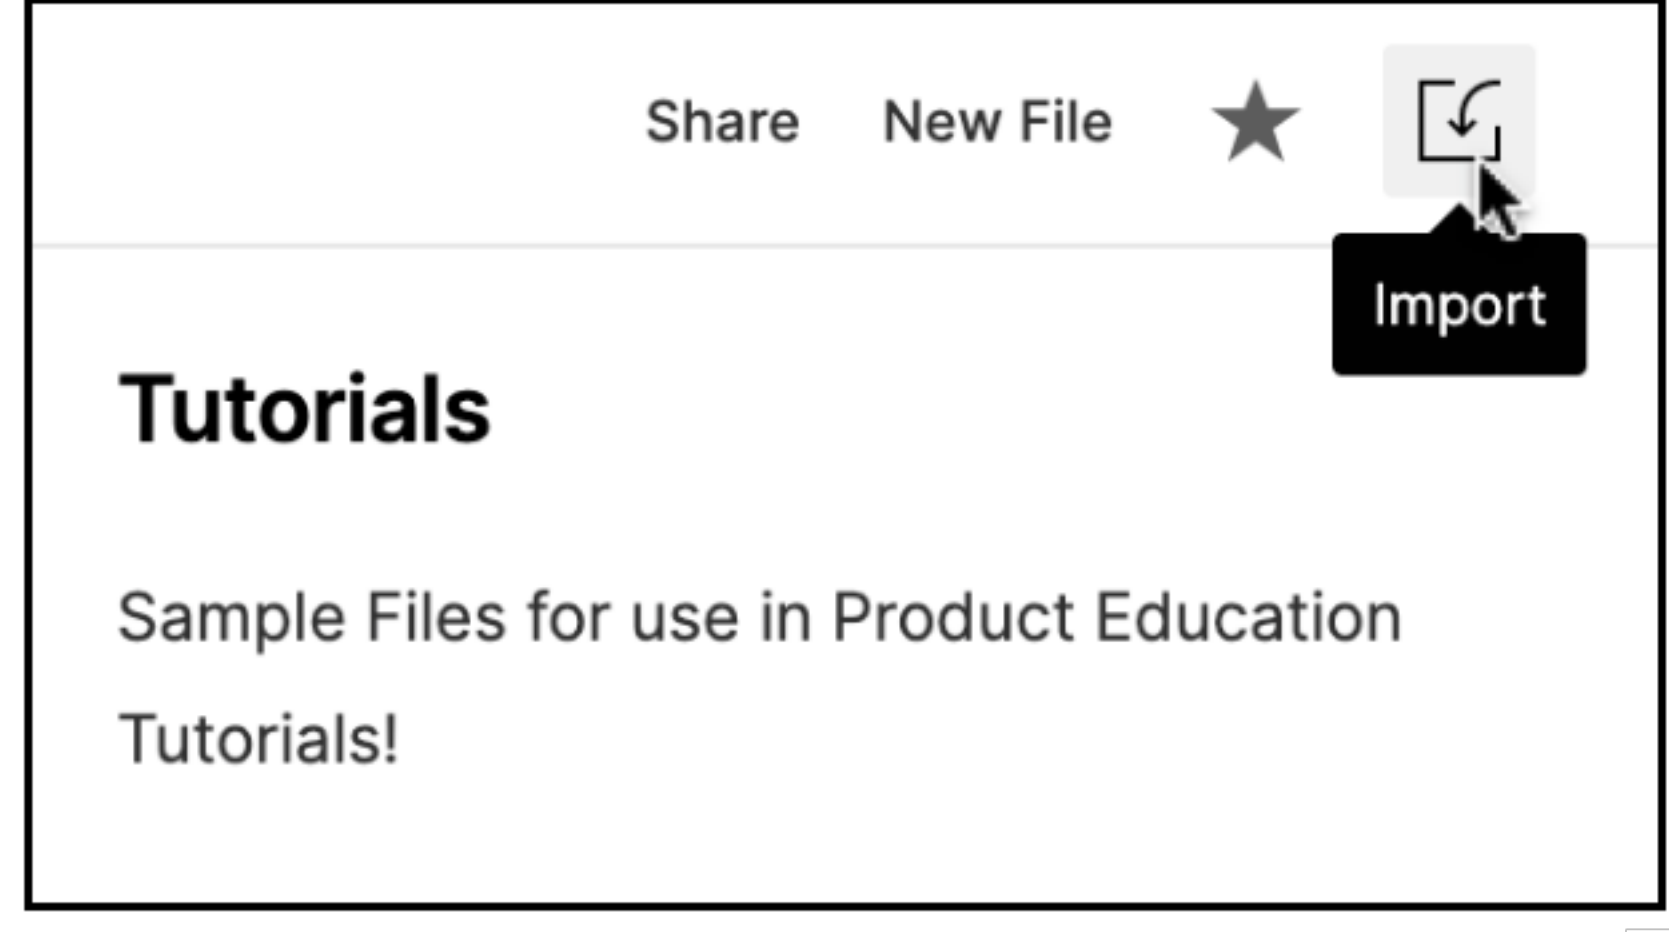 Share New File
Import
Tutorials
Sample Files for use in Product Education
Tutorials!